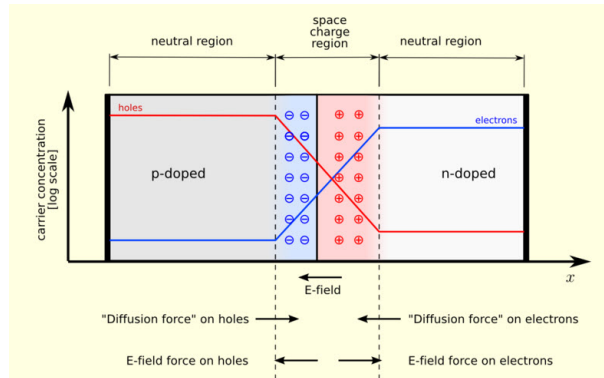 space
charge
region
neutral region
neutral region
holes
electrons
p-doped
n-doped
carrier concentration
[log scale]
E-field
x
"Diffusion force" on holes
"Diffusion force" on electrons
E-field force on holes
E-field force on electrons